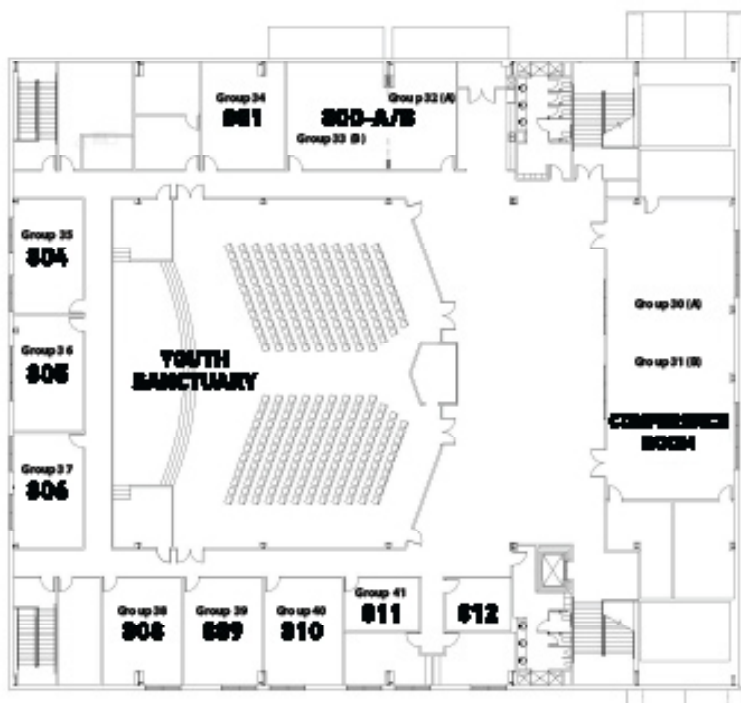 Group 34
801
Group 32 (A)
800-A/B
Group 33 (B)
Group 35
804
Group 36
805
Group 37
806
YOUTH
SANCTUARY
Group 30 (A)
Group 31 (B)
CONFERENCE
ROOM
Group 38
808
Group 39
809
Group 40
810
Group 41
811
812